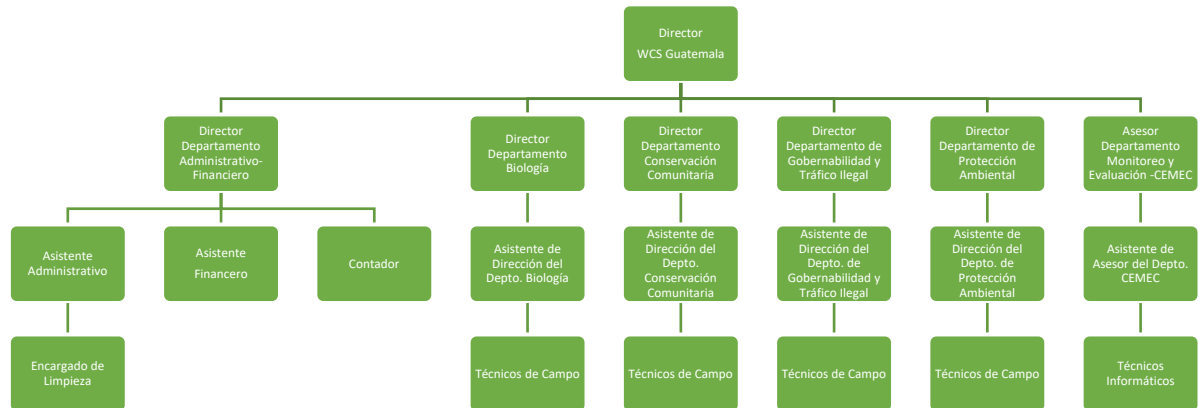 Director
WCS Guatemala
Director
Departamento
Administrativo-
Financiero
Director
Departamento
Biología
Director
Departamento
Conservación
Comunitaria
Director
Departamento de
Gobernabilidad y
Tráfico Ilegal
Director
Departamento de
Protección
Ambiental
Asesor
Departamento
Monitoreo y
Evaluación -CEMEC
Asistente
Administrativo
Asistente
Financero
Contador
Asistente de
Dirección del
Depto. Biología
Asistente de
Dirección del
Depto.
Conservación
Comunitaria
Asistente de
Dirección del
Depto. de
Gobernabilidad y
Tráfico Ilegal
Asistente de
Dirección del
Depto. de
Protección
Ambiental
Asistente de
Asesor del Depto.
CEMEC
Encargado de
Limpieza
Técnicos de Campo
Técnicos de Campo
Técnicos de Campo
Técnicos de Campo
Técnicos
Informáticos